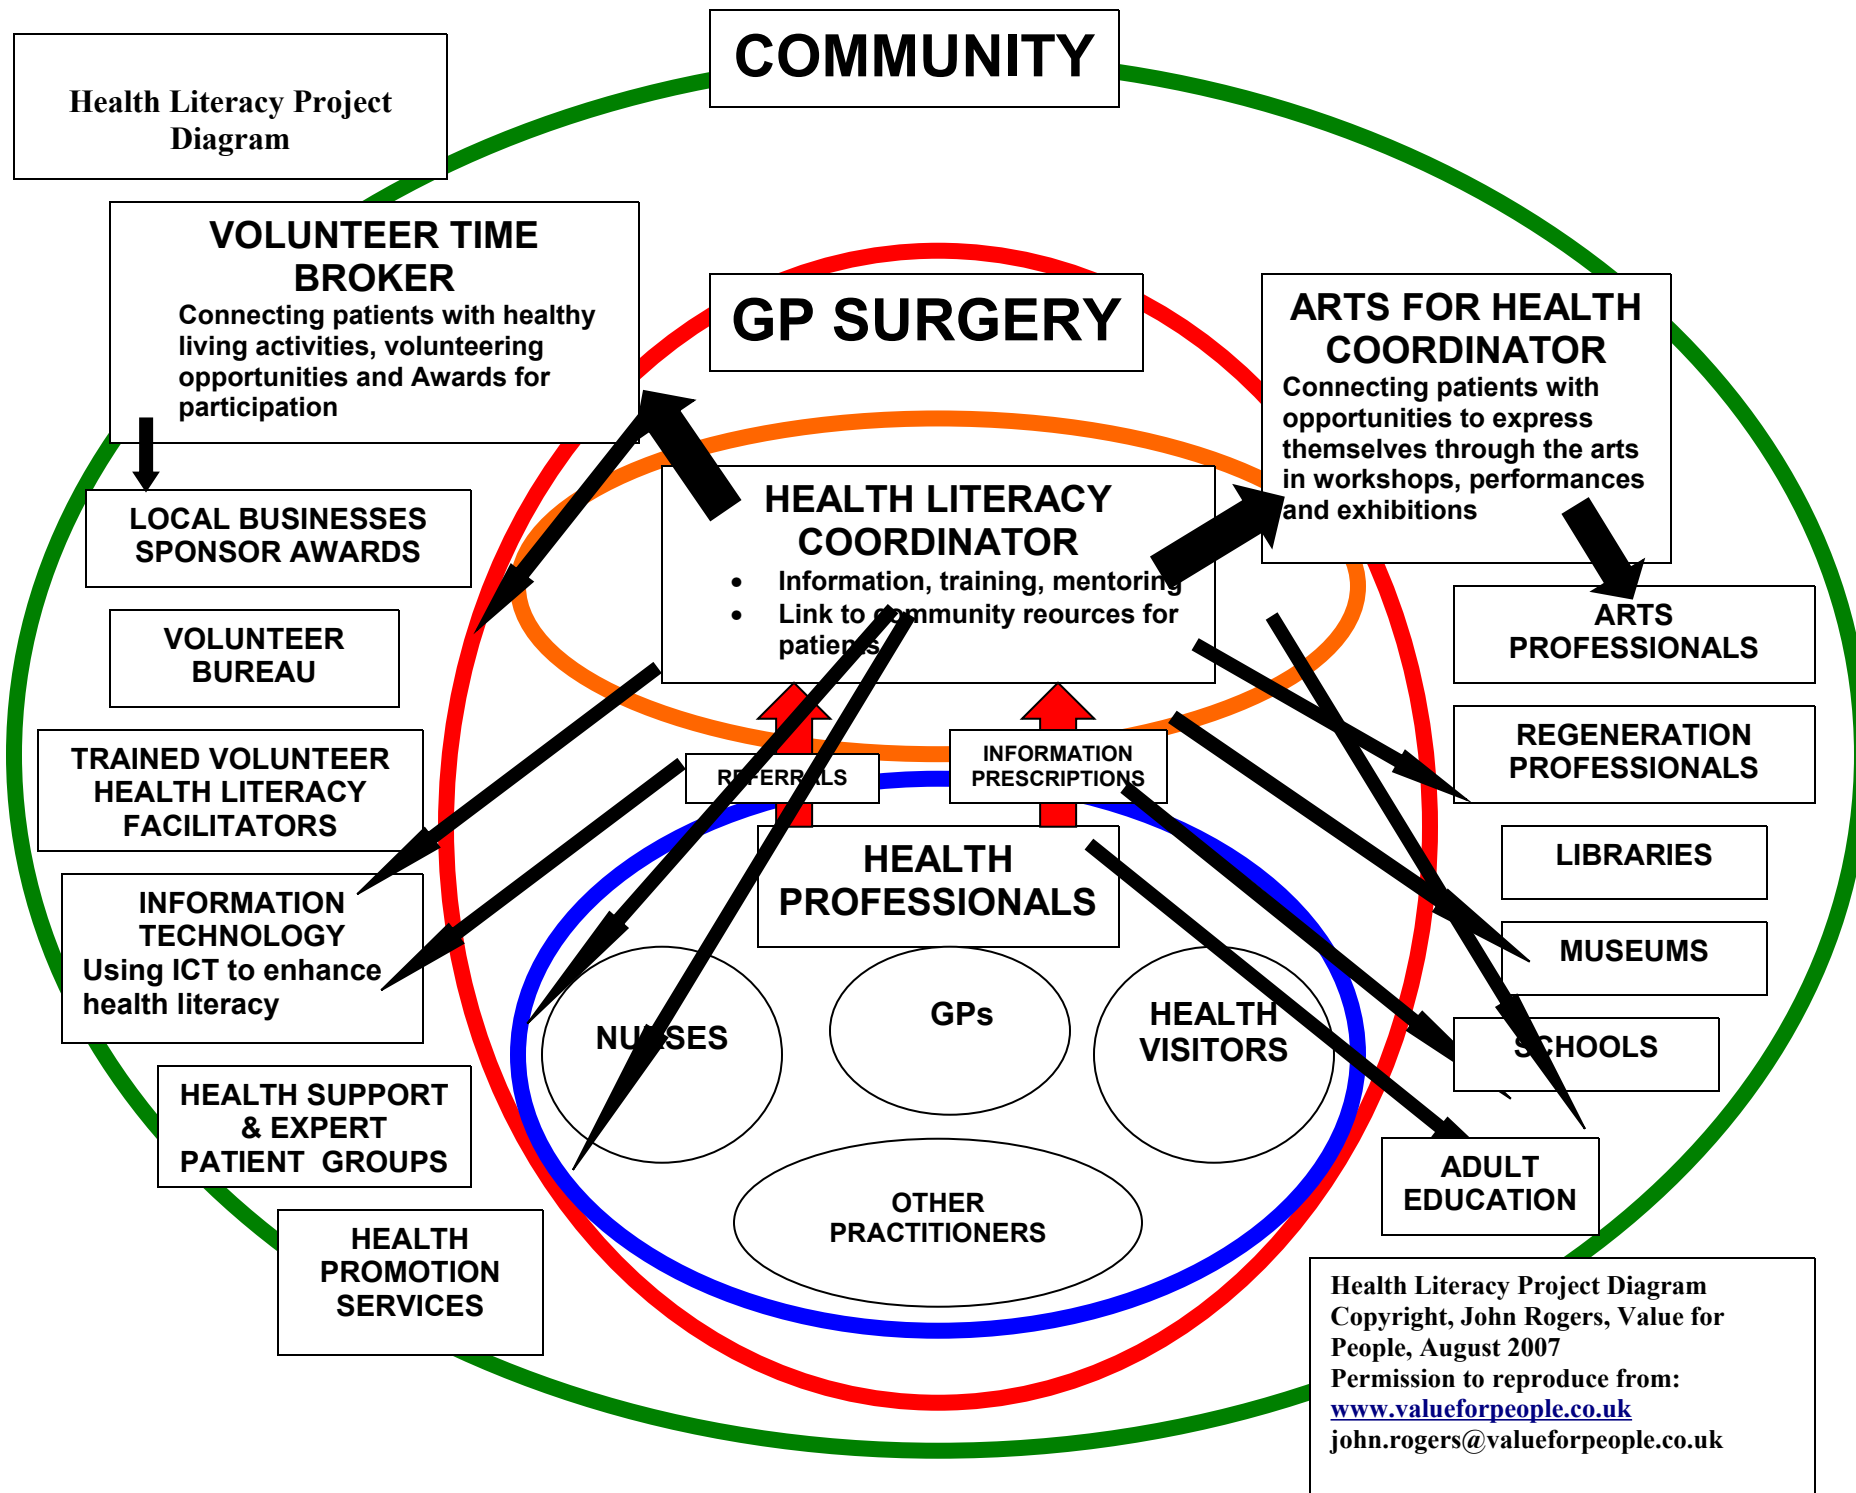 COMMUNITY
Health Literacy Project
Diagram
VOLUNTEER TIME
BROKER
Connecting patients with healthy
living activities, volunteering
opportunities and Awards for
participation
GP SURGERY
ARTS FOR HEALTH
COORDINATOR
Connecting patients with
opportunities to express
themselves through the arts
in workshops, performances
and exhibitions
HEALTH LITERACY
COORDINATOR
• Information, training, mentoring
• Link to community reources for
patients
LOCAL BUSINESSES
SPONSOR AWARDS
VOLUNTEER
BUREAU
TRAINED VOLUNTEER
HEALTH LITERACY
FACILITATORS
INFORMATION
TECHNOLOGY
Using ICT to enhance
health literacy
HEALTH SUPPORT
& EXPERT
PATIENT GROUPS
HEALTH
PROMOTION
SERVICES
REFERRALS
INFORMATION
PRESCRIPTIONS
HEALTH
PROFESSIONALS
NURSES
GPs
HEALTH
VISITORS
OTHER
PRACTITIONERS
ARTS
PROFESSIONALS
REGENERATION
PROFESSIONALS
LIBRARIES
MUSEUMS
SCHOOLS
ADULT
EDUCATION
Health Literacy Project Diagram
Copyright, John Rogers, Value for
People, August 2007
Permission to reproduce from:
www.valueforpeople.co.uk
john.rogers@valueforpeople.co.uk